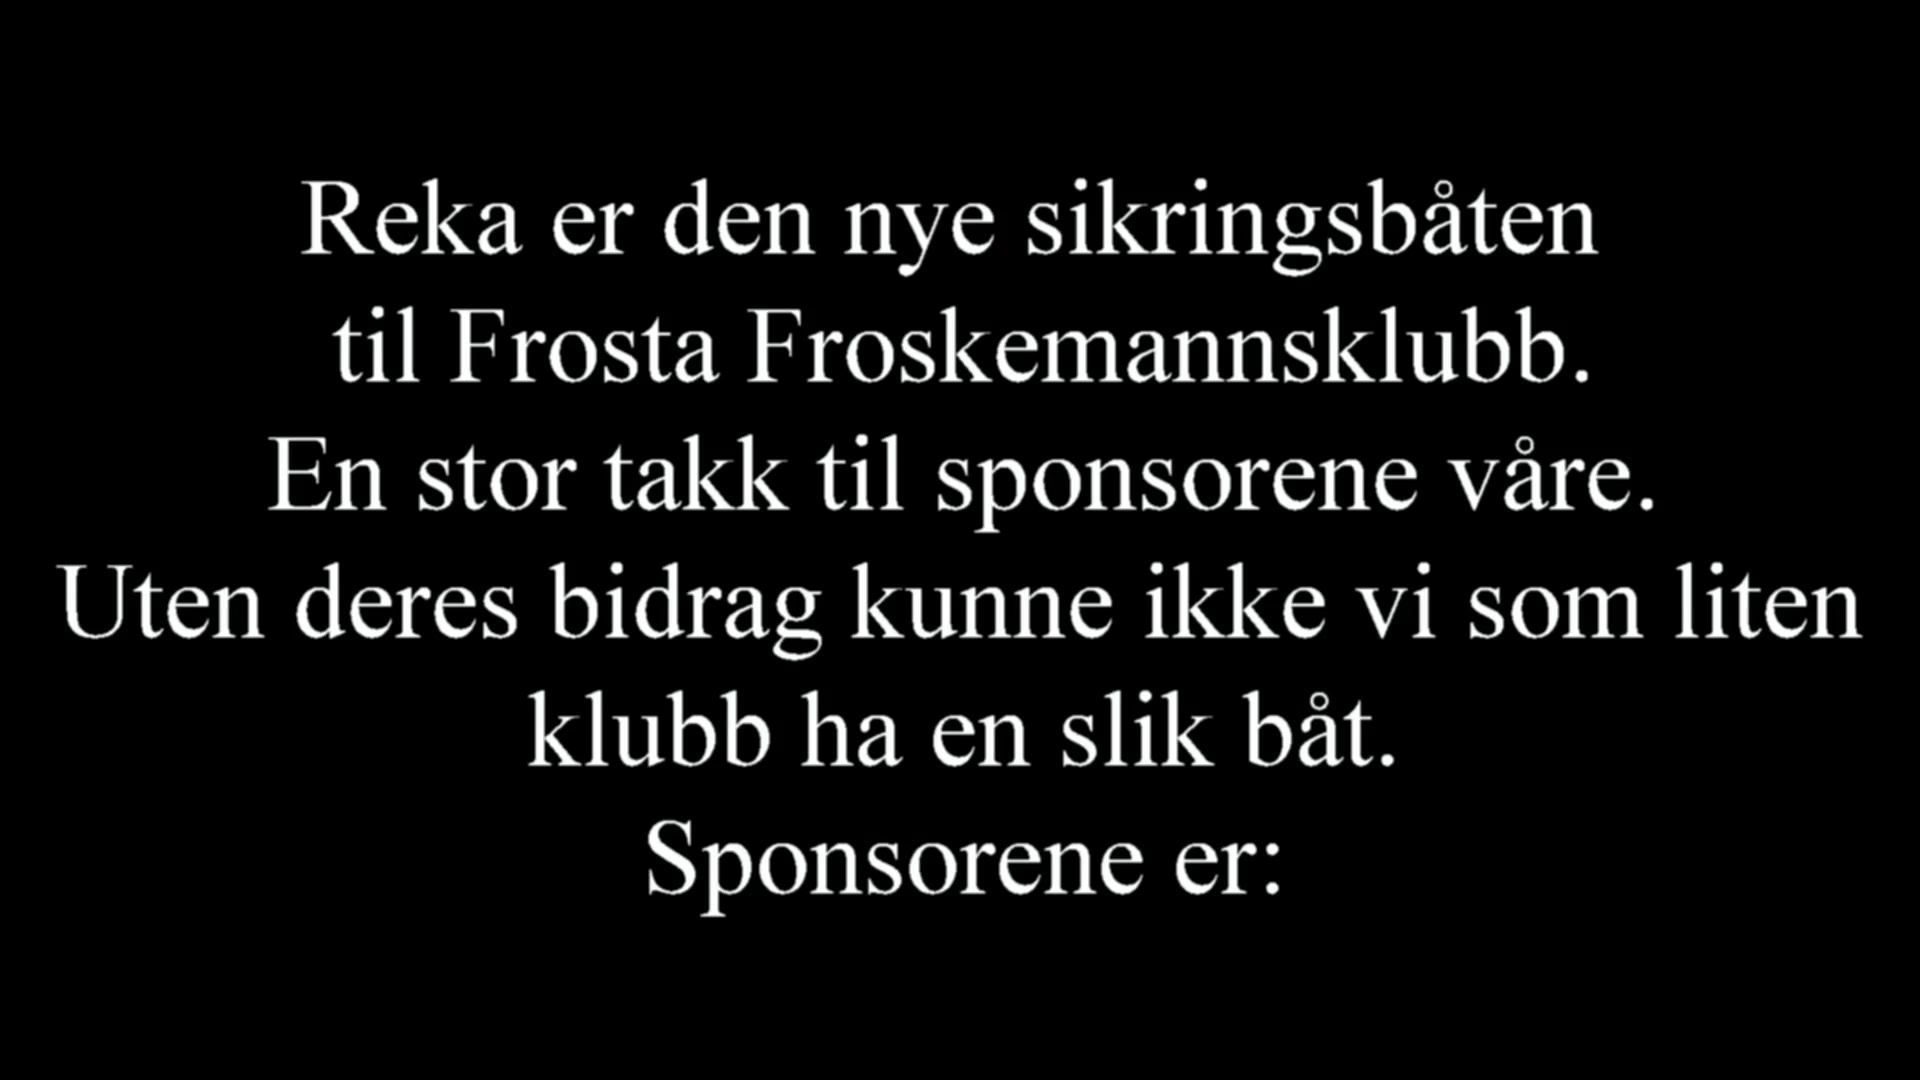 Reka er den nye sikringsbåten
til Frosta Froskemannsklubb.
En stor takk til sponsorene våre.
Uten deres bidrag kunne ikke vi som liten
klubb ha en slik båt.
Sponsorene er: